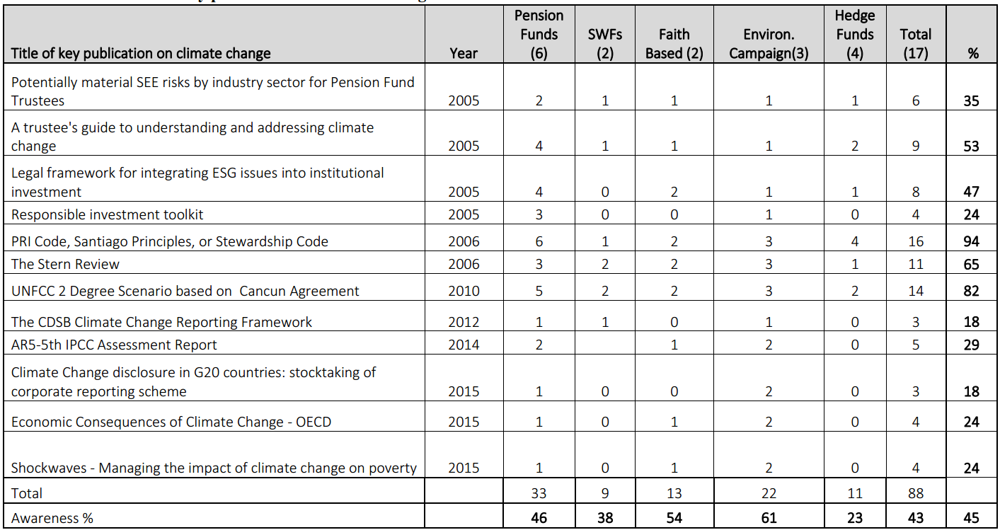 Pension Hedge
Funds SWFs Faith Environ. Funds Total
Title of key publication on climate change Year (6) (2) Based (2) Campaign(3) (4) (17) %
Potentially material SEE risks by industry sector for Pension Fund
Trustees 2005 2 1 1 1 1 6 35
A trustee's guide to understanding and addressing climate
change 2005 4 1 1 1 2 9 53
Legal framework for integrating ESG issues into institutional
investment 2005 4 0 2 1 1 8 47
Responsible investment toolkit 2005 3 0 0 1 0 4 24
PRI Code, Santiago Principles, or Stewardship Code 2006 6 1 2 3 4 16 94
The Stern Review 2006 3 2 2 3 1 11 65
UNFCC 2 Degree Scenario based on Cancun Agreement 2010 5 2 2 3 2 14 82
The CDSB Climate Change Reporting Framework 2012 1 1 0 1 0 3 18
AR5-5th IPCC Assessment Report 2014 2 1 2 0 5 29
Climate Change disclosure in G20 countries: stocktaking of
corporate reporting scheme 2015 1 0 0 2 0 3 18
Economic Consequences of Climate Change - OECD 2015 1 0 1 2 0 4 24
Shockwaves - Managing the impact of climate change on poverty 2015 1 0 1 2 0 4 24
Total 33 9 13 22 11 88
Awareness % 46 38 54 61 23 43 45